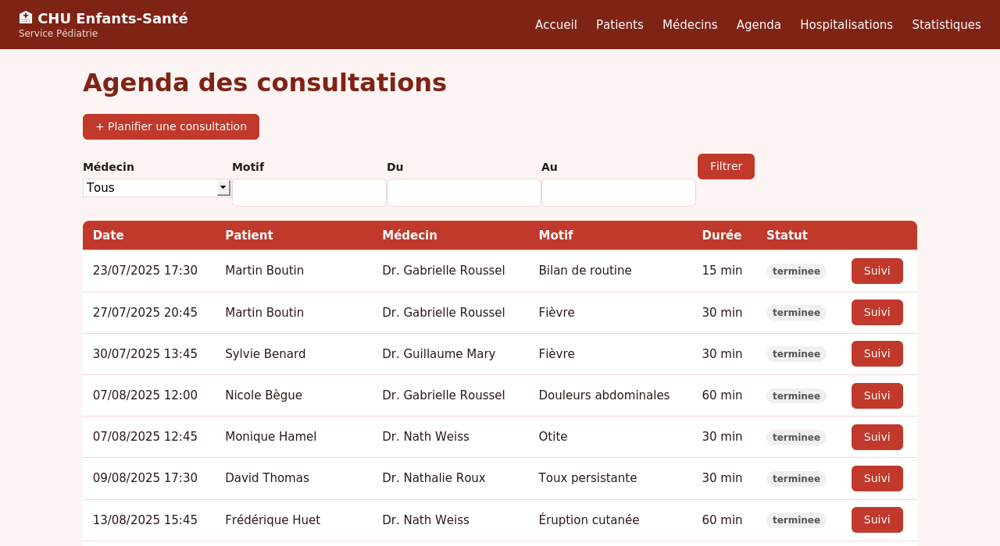 🏥 CHU Enfants-Santé
Service Pédiatrie
Accueil Patients Médecins Agenda Hospitalisations Statistiques
Agenda des consultations
+ Planifier une consultation
Médecin Motif Du Au Filtrer
Tous
Date Patient Médecin Motif Durée Statut
23/07/2025 17:30 Martin Boutin Dr. Gabrielle Roussel Bilan de routine 15 min terminee Suivi
27/07/2025 20:45 Martin Boutin Dr. Gabrielle Roussel Fièvre 30 min terminee Suivi
30/07/2025 13:45 Sylvie Benard Dr. Guillaume Mary Fièvre 30 min terminee Suivi
07/08/2025 12:00 Nicole Bègue Dr. Gabrielle Roussel Douleurs abdominales 60 min terminee Suivi
07/08/2025 12:45 Monique Hamel Dr. Nath Weiss Otite 30 min terminee Suivi
09/08/2025 17:30 David Thomas Dr. Nathalie Roux Toux persistante 30 min terminee Suivi
13/08/2025 15:45 Frédérique Huet Dr. Nath Weiss Éruption cutanée 60 min terminee Suivi